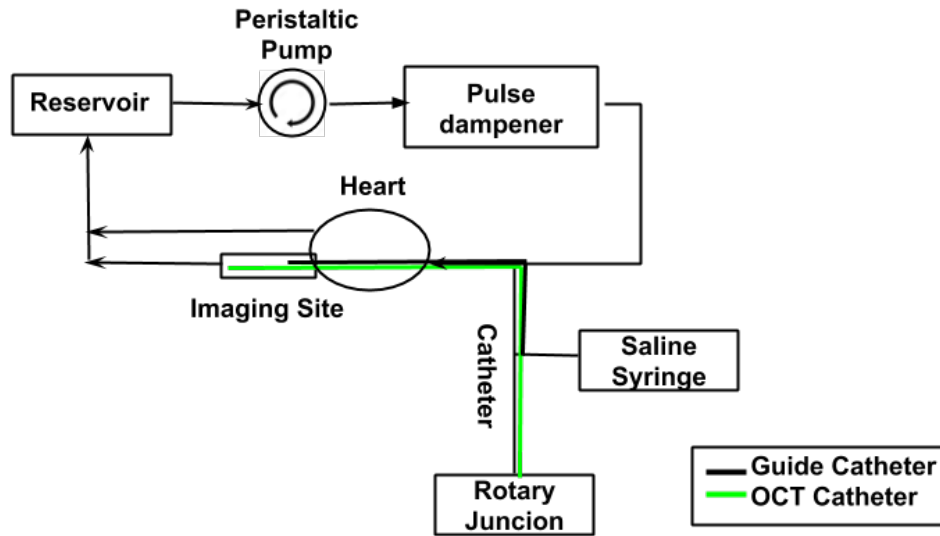 Peristaltic
Pump
Reservoir
Pulse
dampener
Heart
Imaging Site
Catheter
Saline
Syringe
Rotary
Juncion
Guide Catheter
OCT Catheter